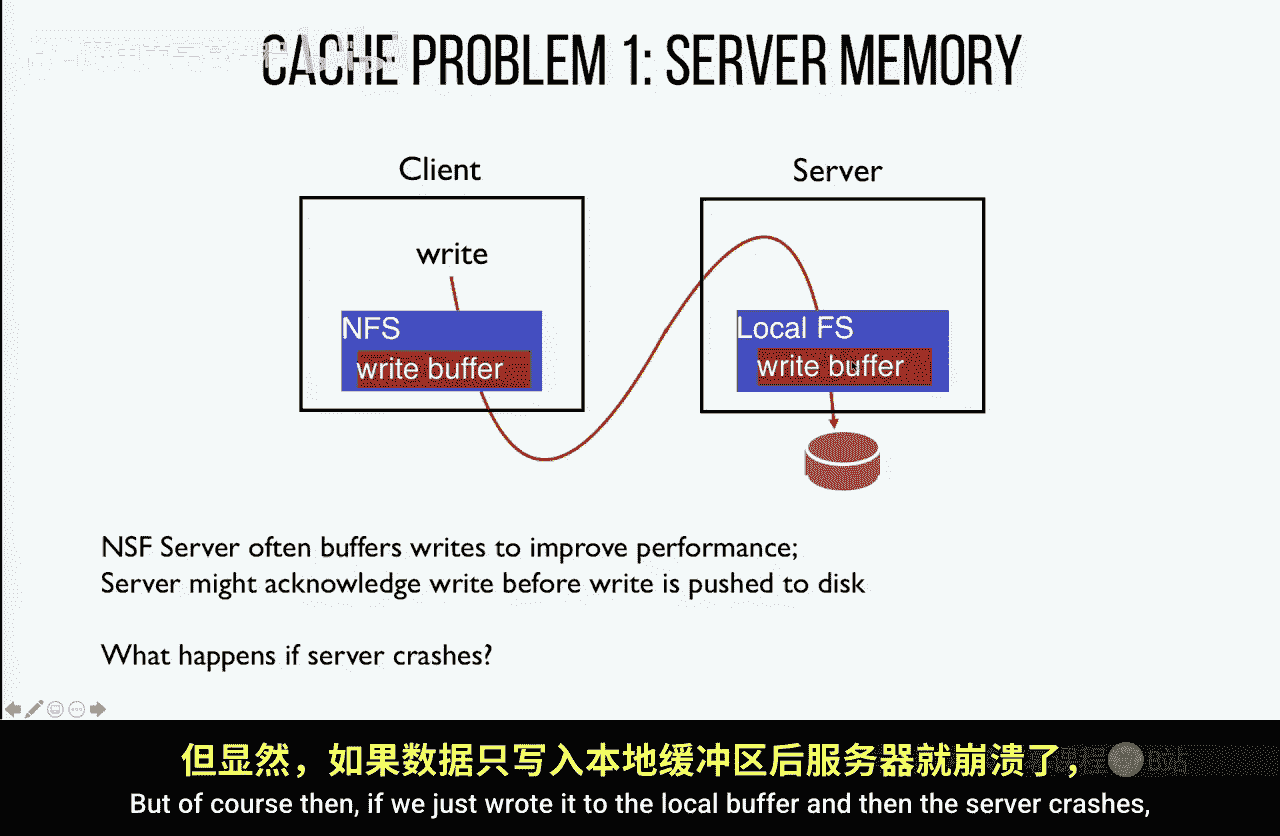 CACHE PROBLEM 1: SERVER MEMORY
Client
Server
write
NFS
write buffer
Local FS
write buffer
NSF Server often buffers writes to improve performance;
Server might acknowledge write before write is pushed to disk
What happens if server crashes?
但显然，如果数据只写入本地缓冲区后服务器就崩溃了，
But of course then, if we just wrote it to the local buffer and then the server crashes,